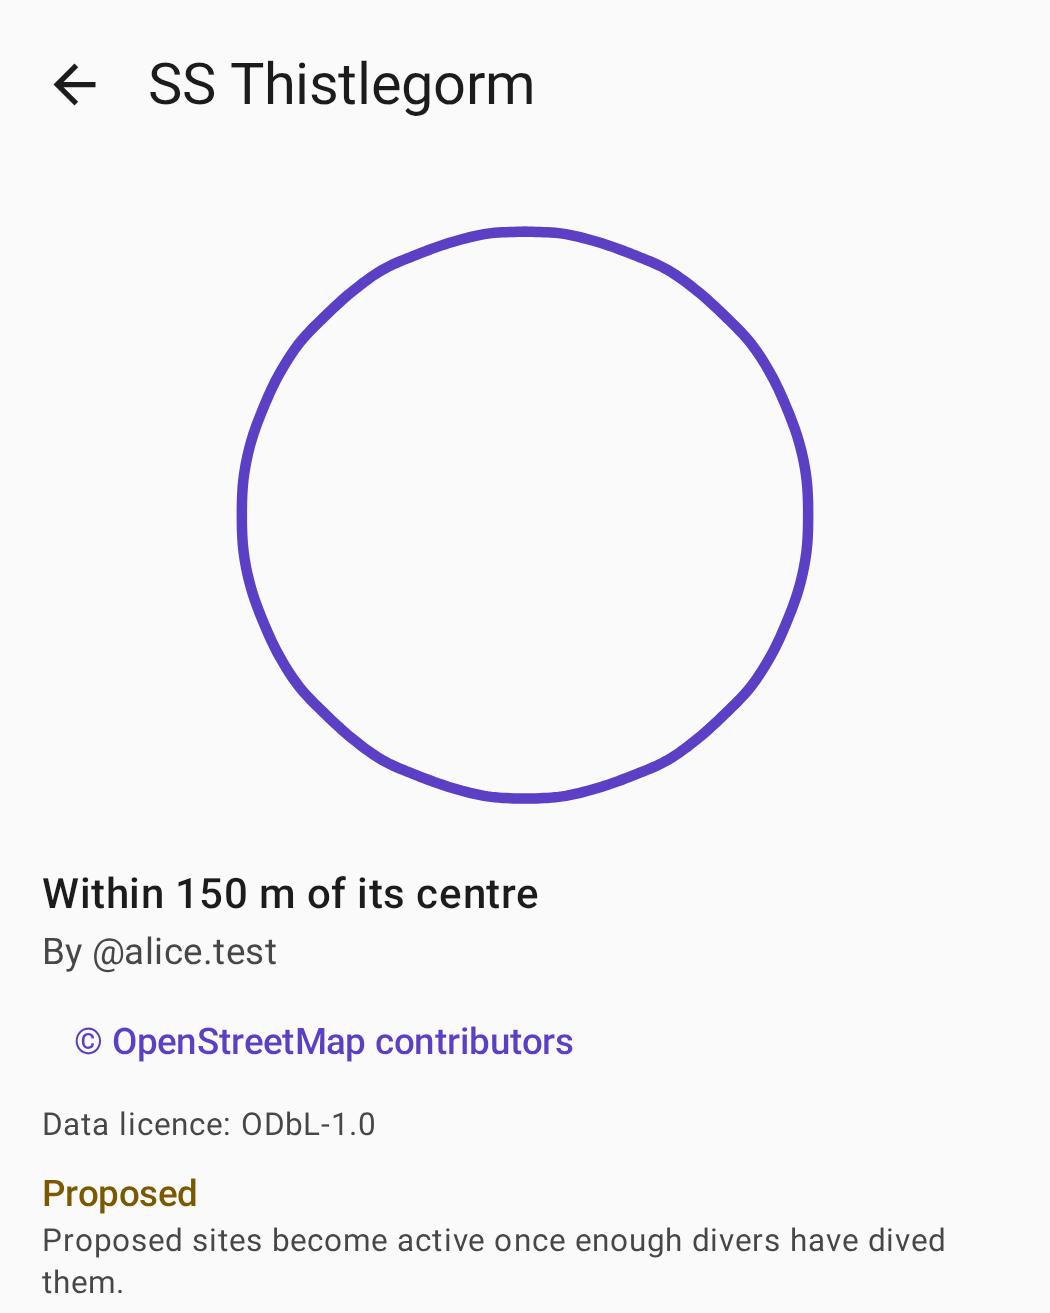 SS Thistlegorm
Within 150 m of its centre
By @alice.test
© OpenStreetMap contributors
Data licence: ODbL-1.0
Proposed
Proposed sites become active once enough divers have dived
them.